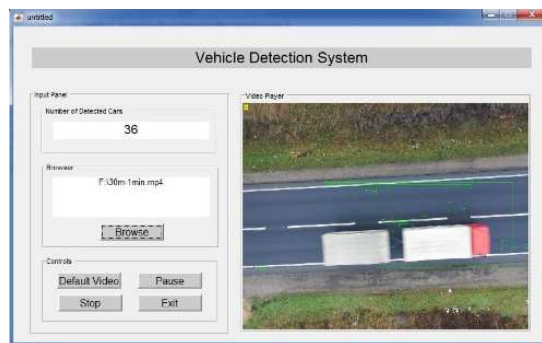 untitled
Vehicle Detection System
Input Panel
Number of Detected Cars
36
Browser
F:\30m-1min.mp4
Browse
Controls
Default Video
Pause
Stop
Exit
Video Player